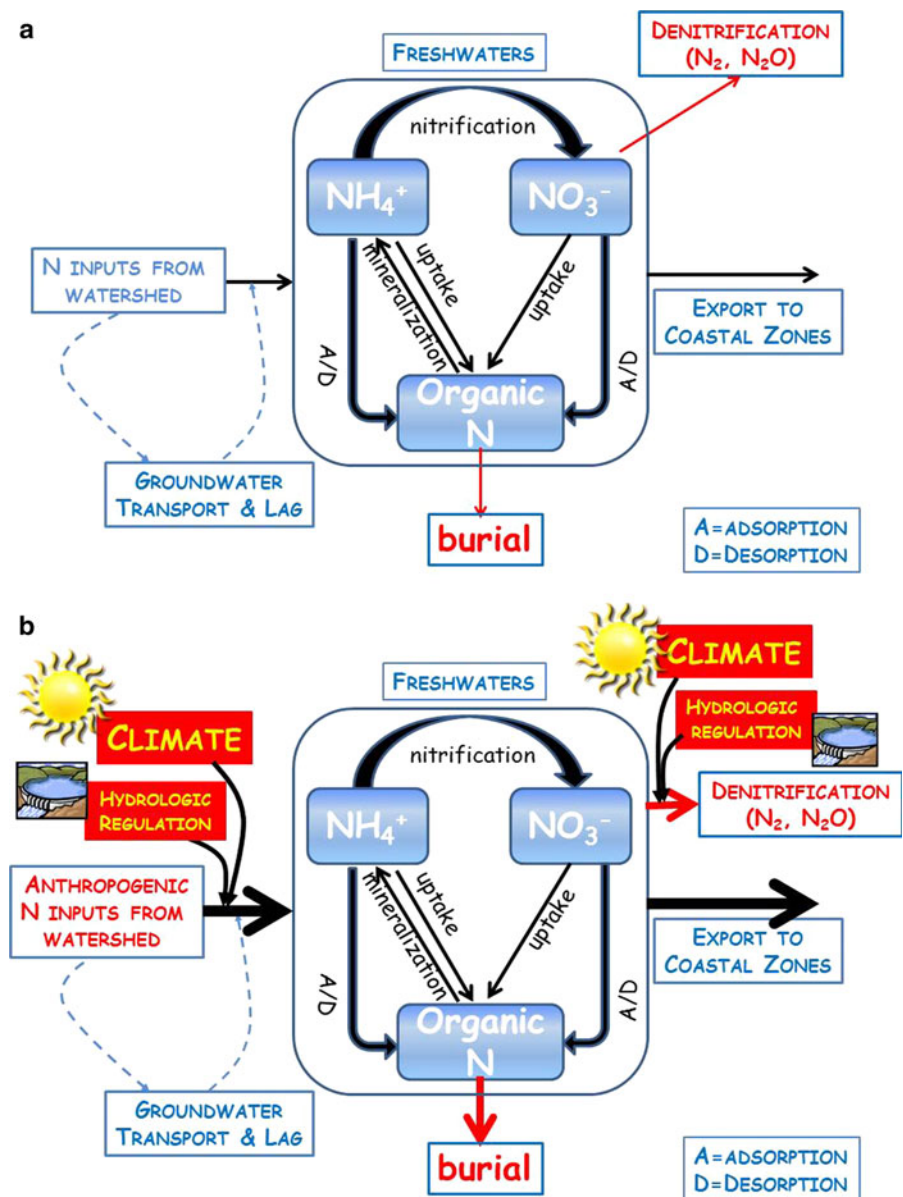 a
FRESHWATERS
DENITRIFICATION
(N₂, N₂O)
nitrification
NH₄⁺
NO₃⁻
N INPUTS FROM
WATERSHED
uptake
mineralization
uptake
A/D
A/D
EXPORT TO
COASTAL ZONES
Organic
N
GROUNDWATER
TRANSPORT & LAG
burial
A=ADSORPTION
D=DESORPTION
b
CLIMATE
FRESHWATERS
CLIMATE
HYDROLOGIC
REGULATION
nitrification
HYDROLOGIC
REGULATION
DENITRIFICATION
(N₂, N₂O)
NH₄⁺
NO₃⁻
ANTHROPOGENIC
N INPUTS FROM
WATERSHED
uptake
mineralization
uptake
A/D
A/D
EXPORT TO
COASTAL ZONES
Organic
N
GROUNDWATER
TRANSPORT & LAG
burial
A=ADSORPTION
D=DESORPTION